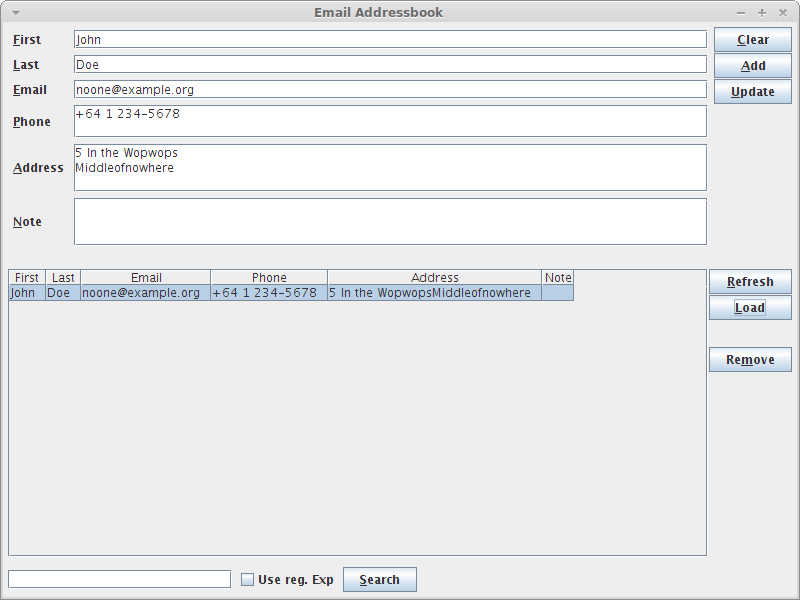 Email Addressbook
First John Clear
Last Doe Add
Email noone@example.org Update
Phone +64 1 234-5678
Address 5 In the Wopwops
Middleofnowhere
Note
First Last Email Phone Address Note
John Doe noone@example.org +64 1 234-5678 5 In the WopwopsMiddleofnowhere
Refresh
Load
Remove
Use reg. Exp Search